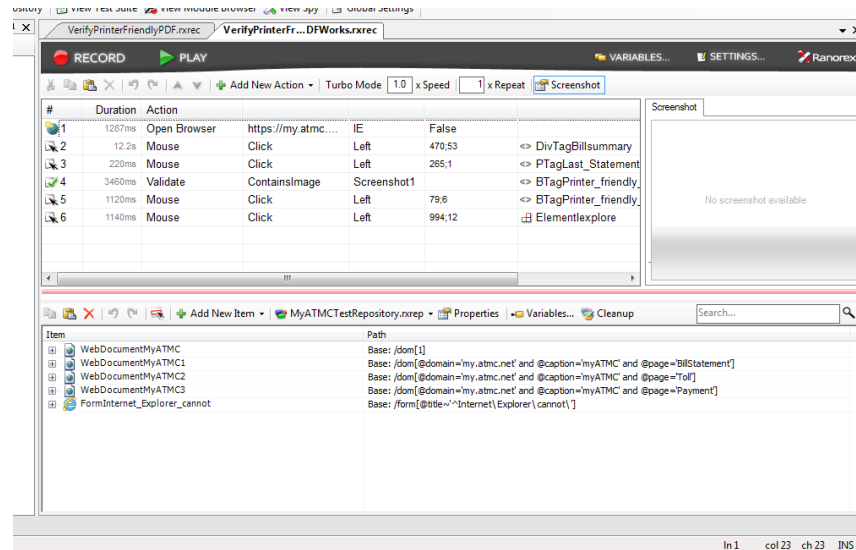 View Test Suite View Module Browser View Spy Global Settings
X VerifyPrinterFriendlyPDF.rxrec VerifyPrinterFr...DFWorks.rxrec
RECORD PLAY VARIABLES... SETTINGS... Ranorex
Add New Action Turbo Mode 1.0 x Speed 1 x Repeat Screenshot
# Duration Action Screenshot
1 1287ms Open Browser https://my.atmc.... IE False
2 12.2s Mouse Click Left 470;53 <> DivTagBillsummary
3 220ms Mouse Click Left 265;1 <> PTagLast_Statement
4 3460ms Validate ContainsImage Screenshot1 <> BTagPrinter_friendly_
5 1120ms Mouse Click Left 79;6 <> BTagPrinter_friendly_
No screenshot available
6 1140ms Mouse Click Left 994;12 Elementlexplore
Add New Item MyATMCTestRepository.rxrep Properties Variables... Cleanup Search...
Item Path
WebDocumentMyATMC Base: /dom[1]
WebDocumentMyATMC1 Base: /dom[@domain='my.atmc.net' and @caption='myATMC' and @page='BillStatement']
WebDocumentMyATMC2 Base: /dom[@domain='my.atmc.net' and @caption='myATMC' and @page='Toll']
WebDocumentMyATMC3 Base: /dom[@domain='my.atmc.net' and @caption='myATMC' and @page='Payment']
FormInternet_Explorer_cannot Base: /form[@title~'^Internet\ Explorer\ cannot\ ']
ln 1 col 23 ch 23 INS